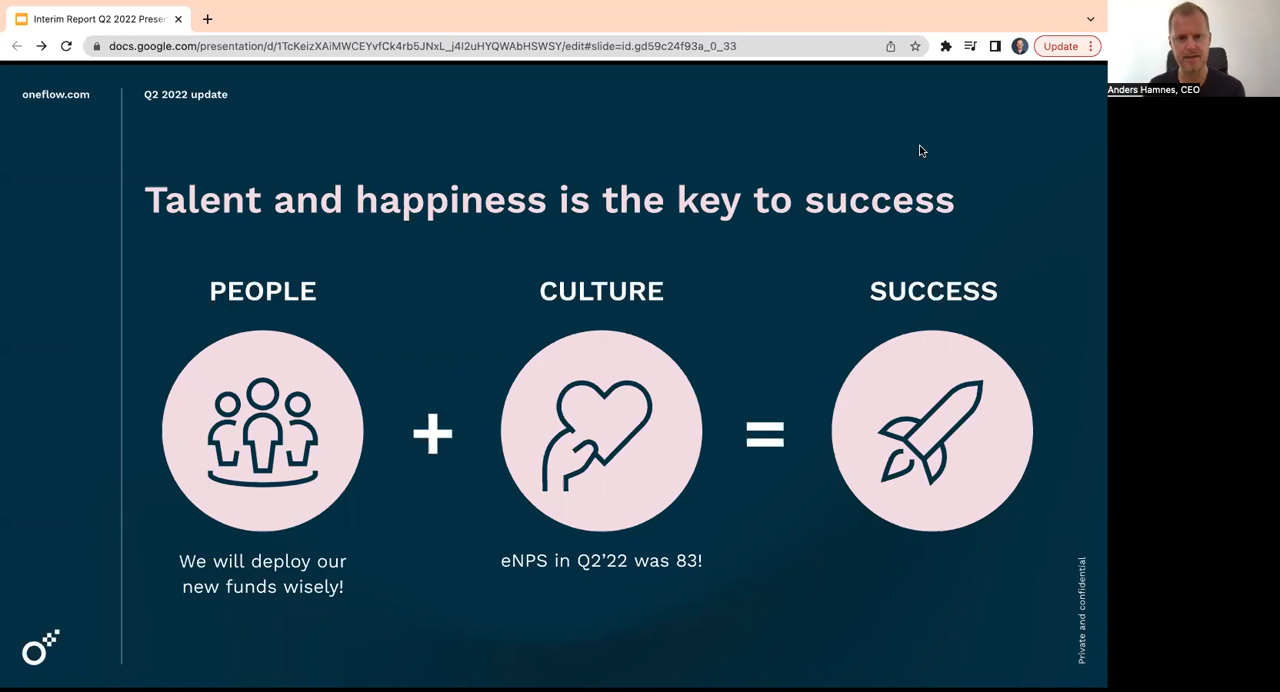 Interim Report Q2 2022 Preser
docs.google.com/presentation/d/1TcKeizXAiMWCEYvfCk4rb5JNxL_j4I2uHYQWAbHSWSY/edit#slide=id.gd59c24f93a_0_33
Update
Anders Hamnes, CEO
oneflow.com
Q2 2022 update
Talent and happiness is the key to success
PEOPLE
CULTURE
SUCCESS
+
=
We will deploy our
new funds wisely!
eNPS in Q2’22 was 83!
Private and confidential